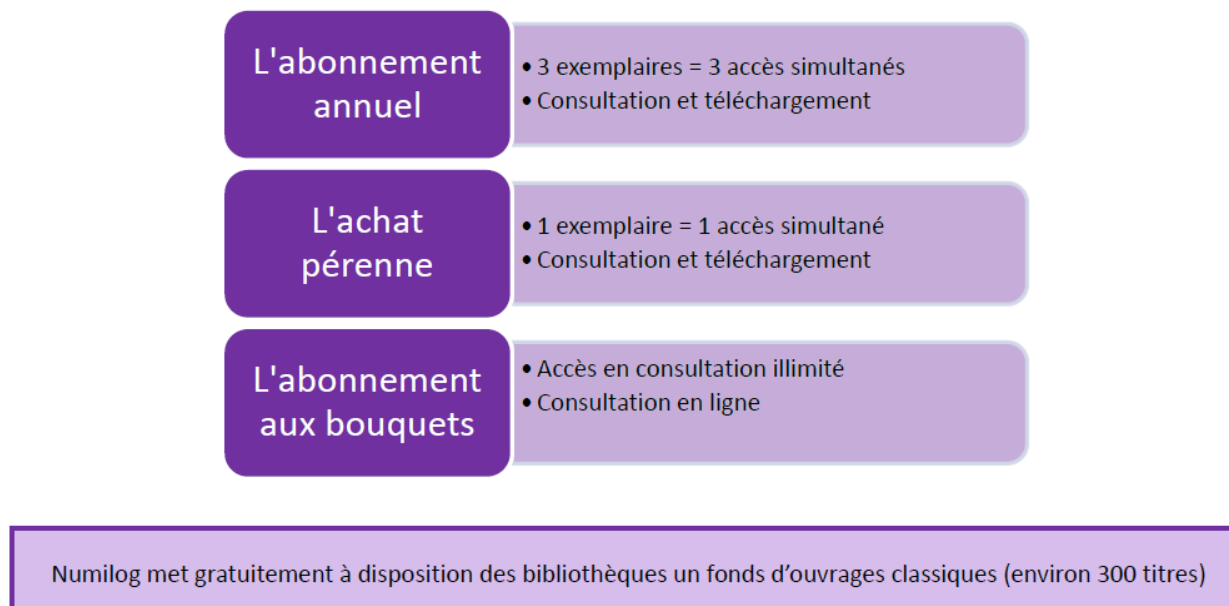 L'abonnement
annuel
• 3 exemplaires = 3 accès simultanés
• Consultation et téléchargement
L'achat
pérenne
• 1 exemplaire = 1 accès simultané
• Consultation et téléchargement
L'abonnement
aux bouquets
• Accès en consultation illimité
• Consultation en ligne
Numilog met gratuitement à disposition des bibliothèques un fonds d’ouvrages classiques (environ 300 titres)